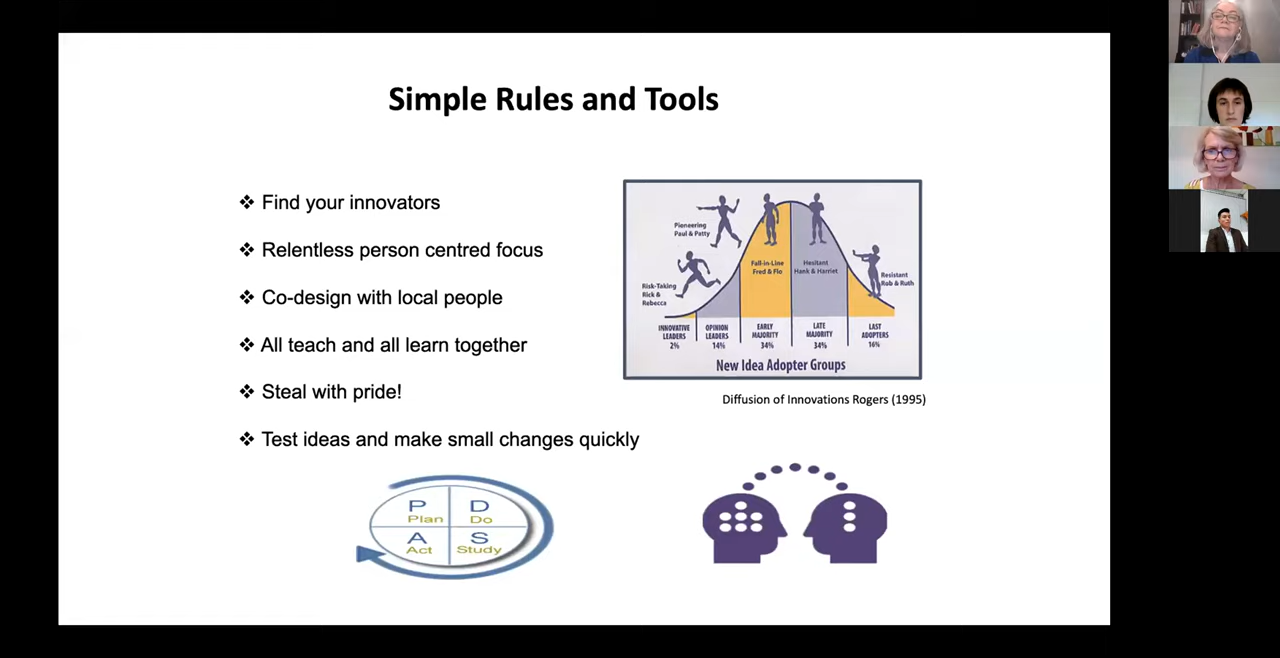 Simple Rules and Tools
❖ Find your innovators
❖ Relentless person centred focus
❖ Co-design with local people
❖ All teach and all learn together
❖ Steal with pride!
❖ Test ideas and make small changes quickly
Pioneering
Paul & Patty
Risk-Taking
Rick &
Rebecca
Fall-in-Line
Fred & Flo
Hesitant
Hank & Harriet
Resistant
Rob & Ruth
INNOVATIVE
LEADERS
2%
OPINION
LEADERS
14%
EARLY
MAJORITY
34%
LATE
MAJORITY
34%
LAST
ADOPTERS
16%
New Idea Adopter Groups
Diffusion of Innovations Rogers (1995)
P
Plan
D
Do
A
Act
S
Study